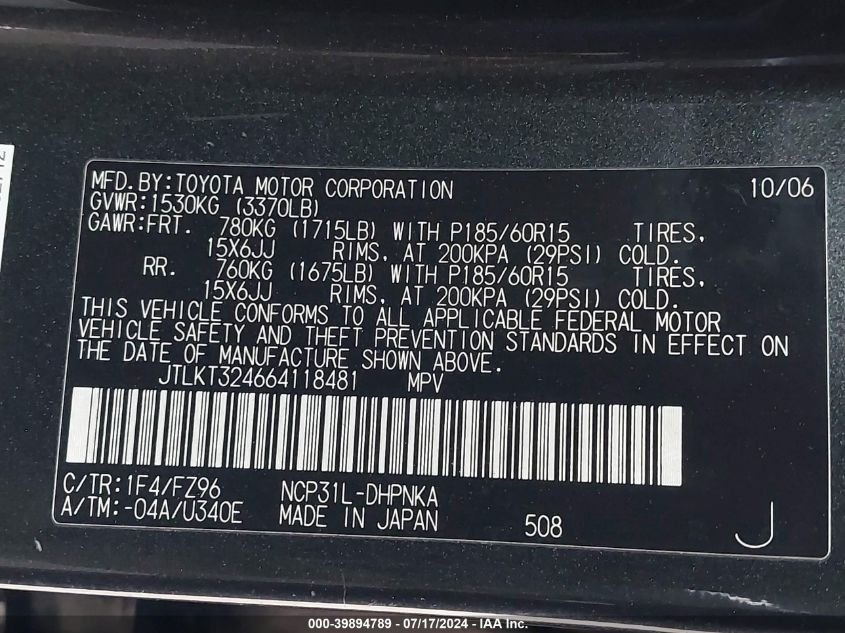 MFD.BY:TOYOTA MOTOR CORPORATION 10/06
GVWR:1530KG (3370LB)
GAWR:FRT. 780KG (1715LB) WITH P185/60R15 TIRES,
15X6JJ RIMS, AT 200KPA (29PSI) COLD.
RR. 760KG (1675LB) WITH P185/60R15 TIRES,
15X6JJ RIMS, AT 200KPA (29PSI) COLD.
THIS VEHICLE CONFORMS TO ALL APPLICABLE FEDERAL MOTOR
VEHICLE SAFETY AND THEFT PREVENTION STANDARDS IN EFFECT ON
THE DATE OF MANUFACTURE SHOWN ABOVE.
JTLKT324664118481 MPV
C/TR:1F4/FZ96 NCP31L-DHPNKA
A/TM:-04A/U340E MADE IN JAPAN 508 J
000-39894789 - 07/17/2024 - IAA Inc.